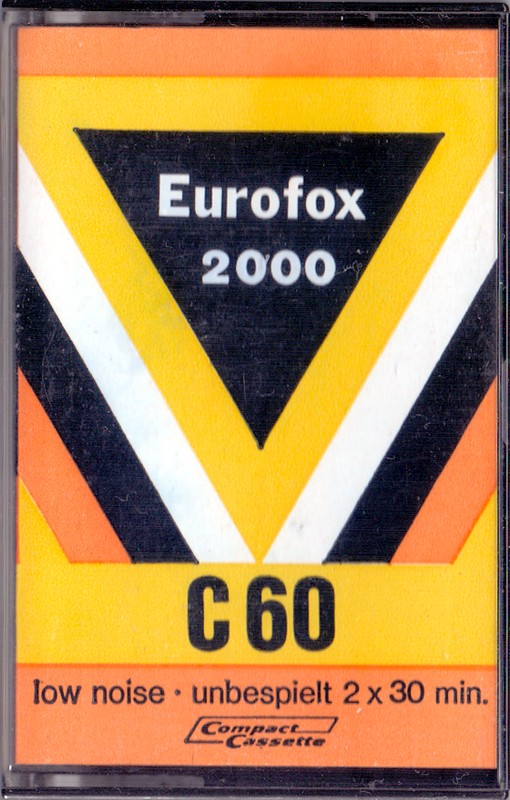 Eurofox
2000
C 60
low noise • unbespielt 2 x 30 min.
Compact
Cassette